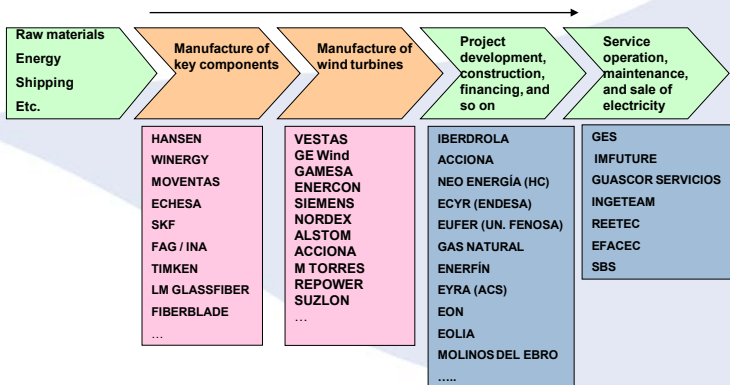 Raw materials
Energy
Shipping
Etc.
Manufacture of
key components
Manufacture of
wind turbines
Project
development,
construction,
financing, and
so on
Service
operation,
maintenance,
and sale of
electricity
HANSEN
WINERGY
MOVENTAS
ECHESA
SKF
FAG / INA
TIMKEN
LM GLASSFIBER
FIBERBLADE
…
VESTAS
GE Wind
GAMESA
ENERCON
SIEMENS
NORDEX
ALSTOM
ACCIONA
M TORRES
REPOWER
SUZLON
…
IBERDROLA
ACCIONA
NEO ENERGÍA (HC)
ECYR (ENDESA)
EUFER (UN. FENOSA)
GAS NATURAL
ENERFÍN
EYRA (ACS)
EON
EOLIA
MOLINOS DEL EBRO
…..
GES
IMFUTURE
GUASCOR SERVICIOS
INGETEAM
REETEC
EFACEC
SBS